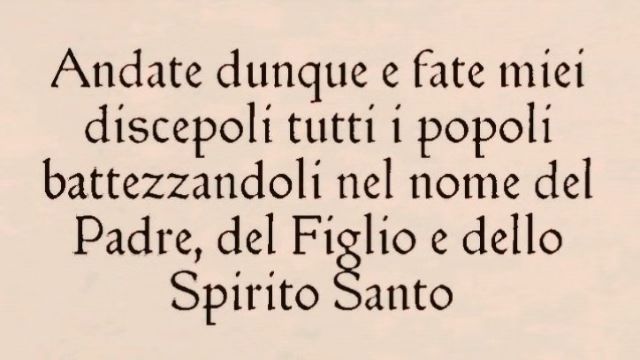 Andate dunque e fate miei
discepoli tutti i popoli
battezzandoli nel nome del
Padre, del Figlio e dello
Spirito Santo